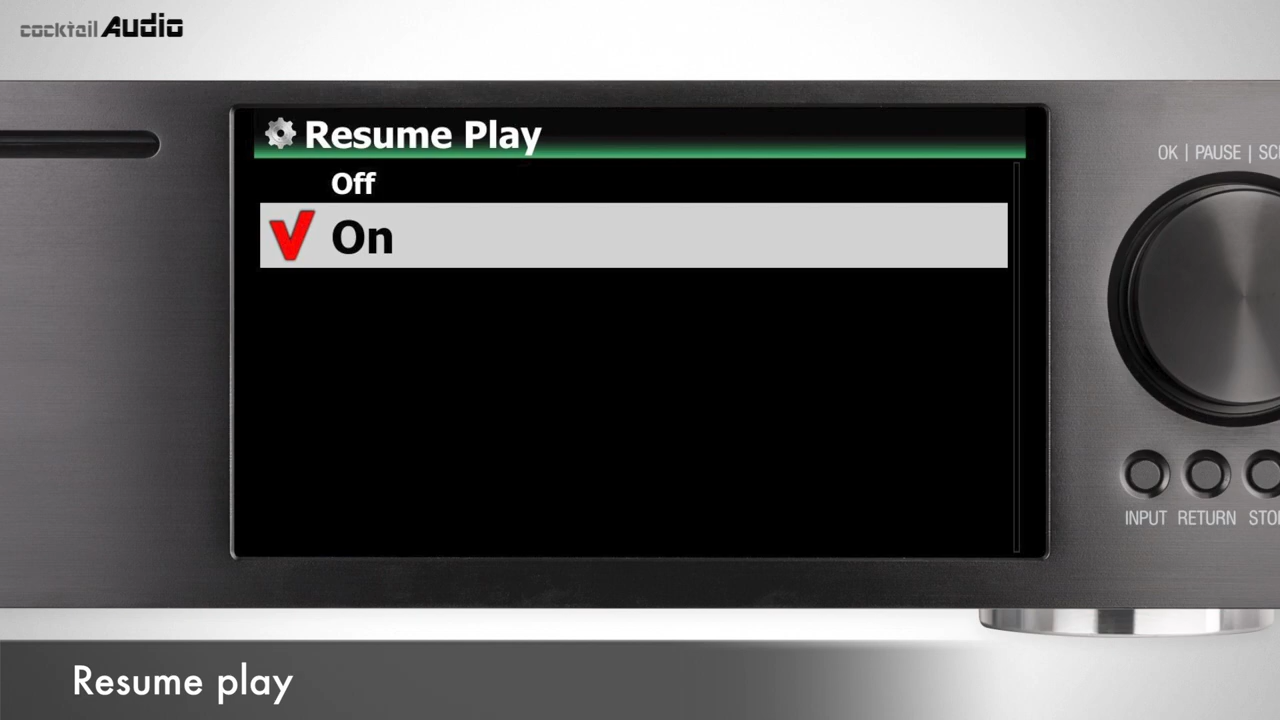 cocktail Audio
Resume Play
OK | PAUSE |
Off
On
INPUT RETURN
Resume play